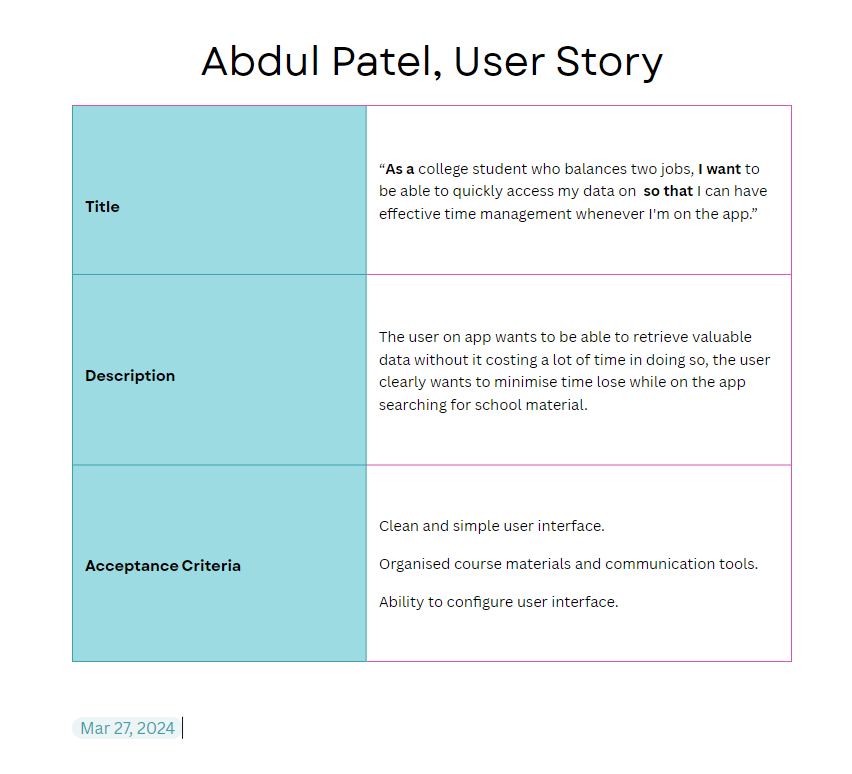 Abdul Patel, User Story
Title
“As a college student who balances two jobs, I want to
be able to quickly access my data on so that I can have
effective time management whenever I'm on the app.”
Description
The user on app wants to be able to retrieve valuable
data without it costing a lot of time in doing so, the user
clearly wants to minimise time lose while on the app
searching for school material.
Acceptance Criteria
Clean and simple user interface.
Organised course materials and communication tools.
Ability to configure user interface.
Mar 27, 2024